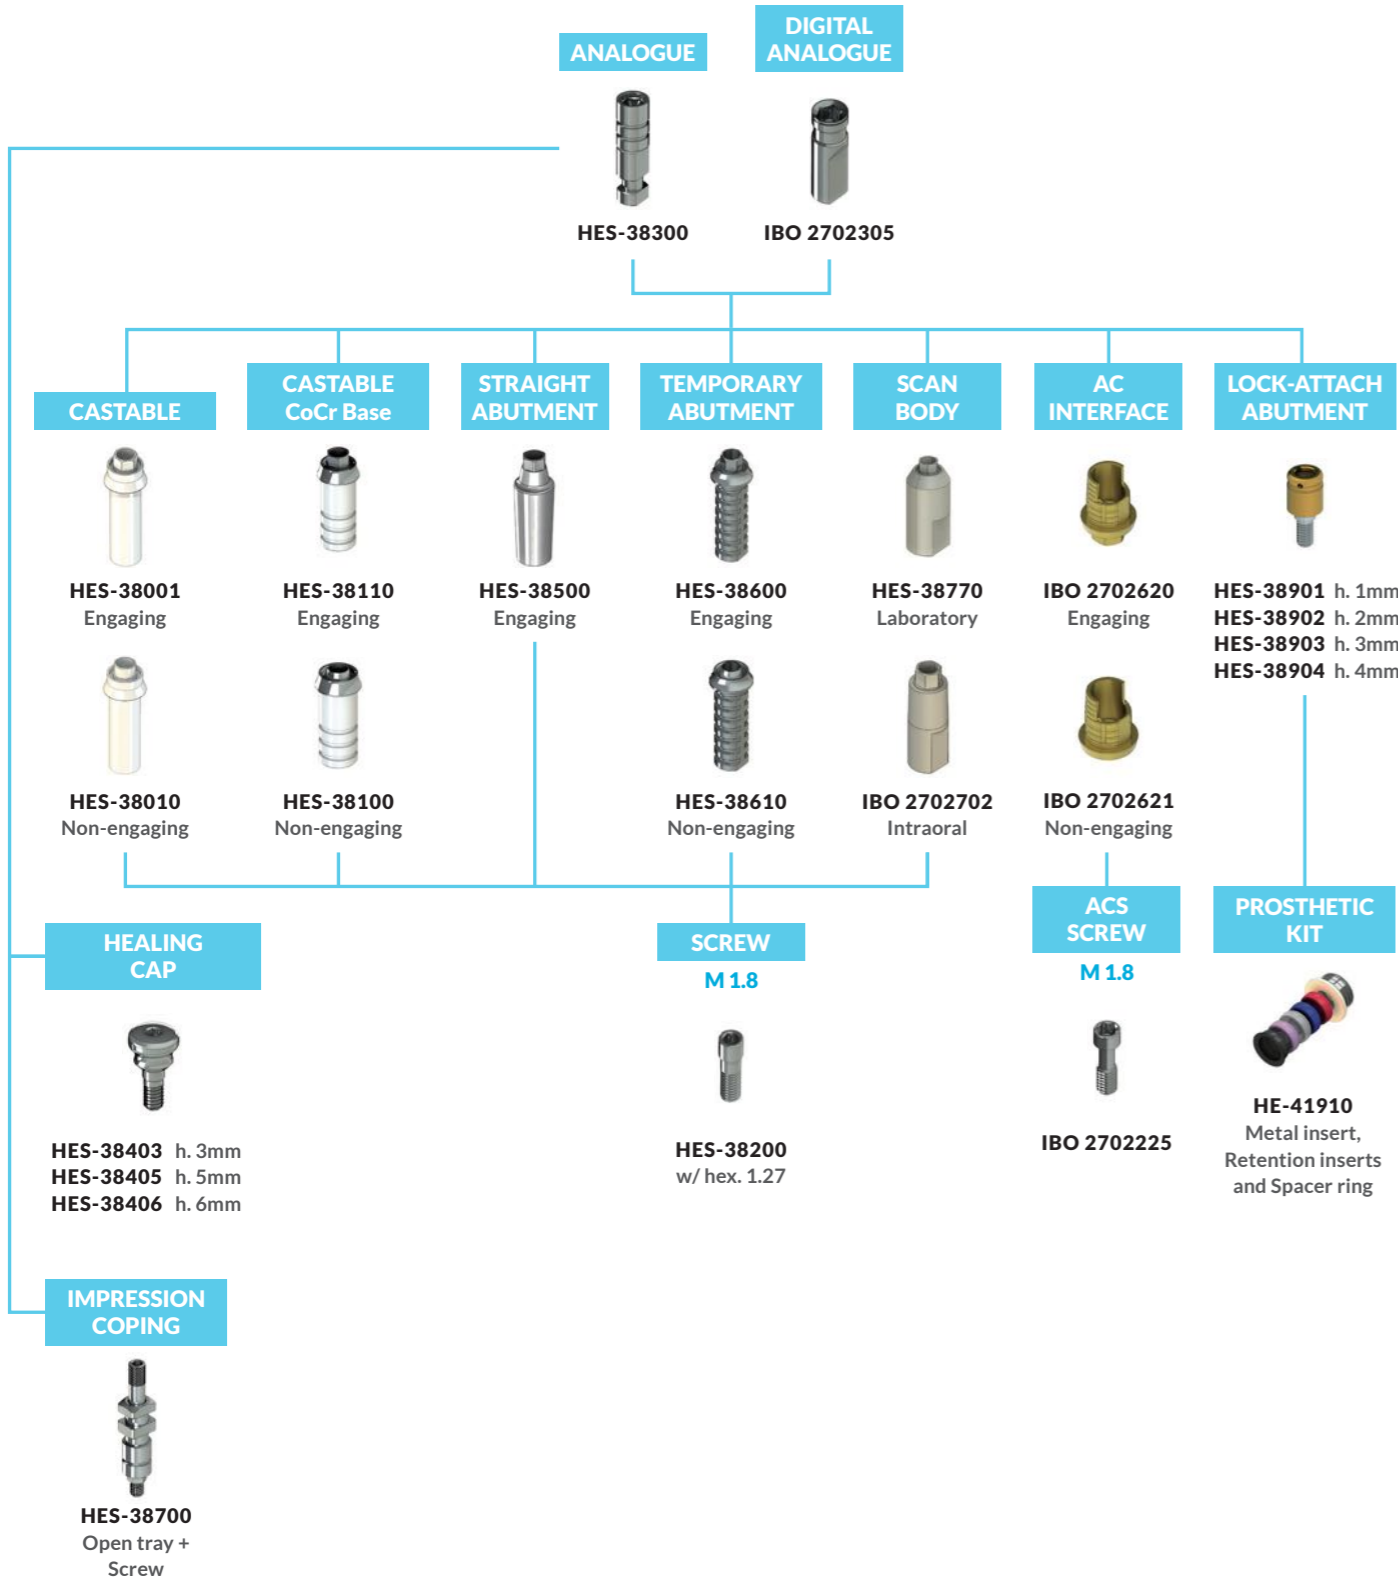 ANALOGUE
DIGITAL
ANALOGUE
HES-38300
IBO 2702305
CASTABLE
CASTABLE
CoCr Base
STRAIGHT
ABUTMENT
TEMPORARY
ABUTMENT
SCAN
BODY
AC
INTERFACE
LOCK-ATTACH
ABUTMENT
HES-38001
Engaging
HES-38110
Engaging
HES-38500
Engaging
HES-38600
Engaging
HES-38770
Laboratory
IBO 2702620
Engaging
HES-38901 h. 1mm
HES-38902 h. 2mm
HES-38903 h. 3mm
HES-38904 h. 4mm
HES-38010
Non-engaging
HES-38100
Non-engaging
HES-38610
Non-engaging
IBO 2702702
Intraoral
IBO 2702621
Non-engaging
HEALING
CAP
SCREW
M 1.8
ACS
SCREW
M 1.8
PROSTHETIC
KIT
HES-38403 h. 3mm
HES-38405 h. 5mm
HES-38406 h. 6mm
HES-38200
w/ hex. 1.27
IBO 2702225
HE-41910
Metal insert,
Retention inserts
and Spacer ring
IMPRESSION
COPING
HES-38700
Open tray +
Screw